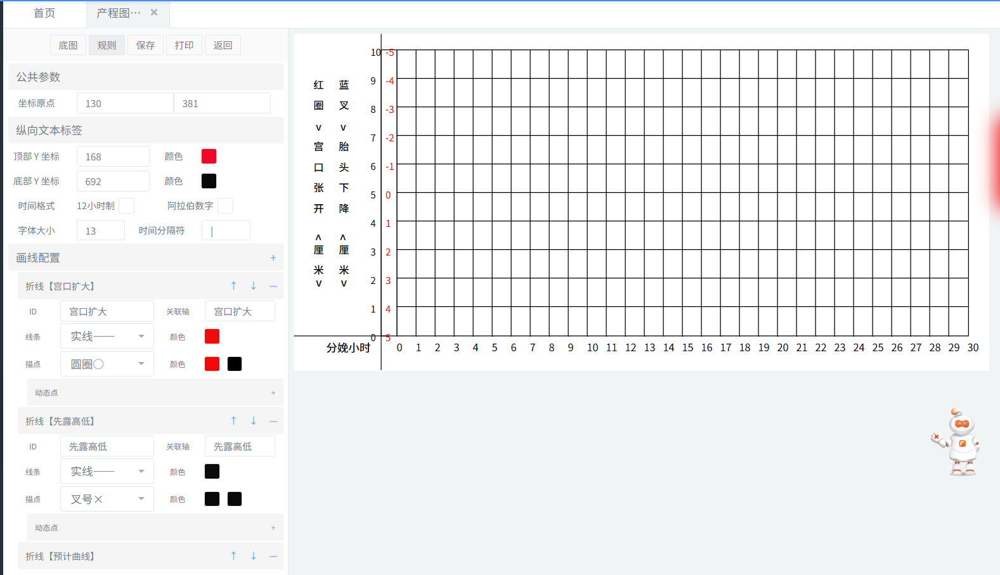 首页
产程图··· ×
底图 规则 保存 打印 返回
公共参数
坐标原点 130 381
纵向文本标签
顶部 Y 坐标 168 颜色
底部 Y 坐标 692 颜色
时间格式 12小时制 阿拉伯数字
字体大小 13 时间分隔符 |
画线配置 +
折线【宫口扩大】 ↑ ↓ —
ID 宫口扩大 关联轴 宫口扩大
线条 实线—— 颜色
描点 圆圈〇 颜色
动态点 +
折线【先露高低】 ↑ ↓ —
ID 先露高低 关联轴 先露高低
线条 实线—— 颜色
描点 叉号× 颜色
动态点 +
折线【预计曲线】 ↑ ↓ —
红圈∨宫口张开∧厘米∨
蓝叉∨胎头下降∧厘米∨
10 -5
9 -4
8 -3
7 -2
6 -1
5 0
4 1
3 2
2 3
1 4
0 5
分娩小时 0 1 2 3 4 5 6 7 8 9 10 11 12 13 14 15 16 17 18 19 20 21 22 23 24 25 26 27 28 29 30
F